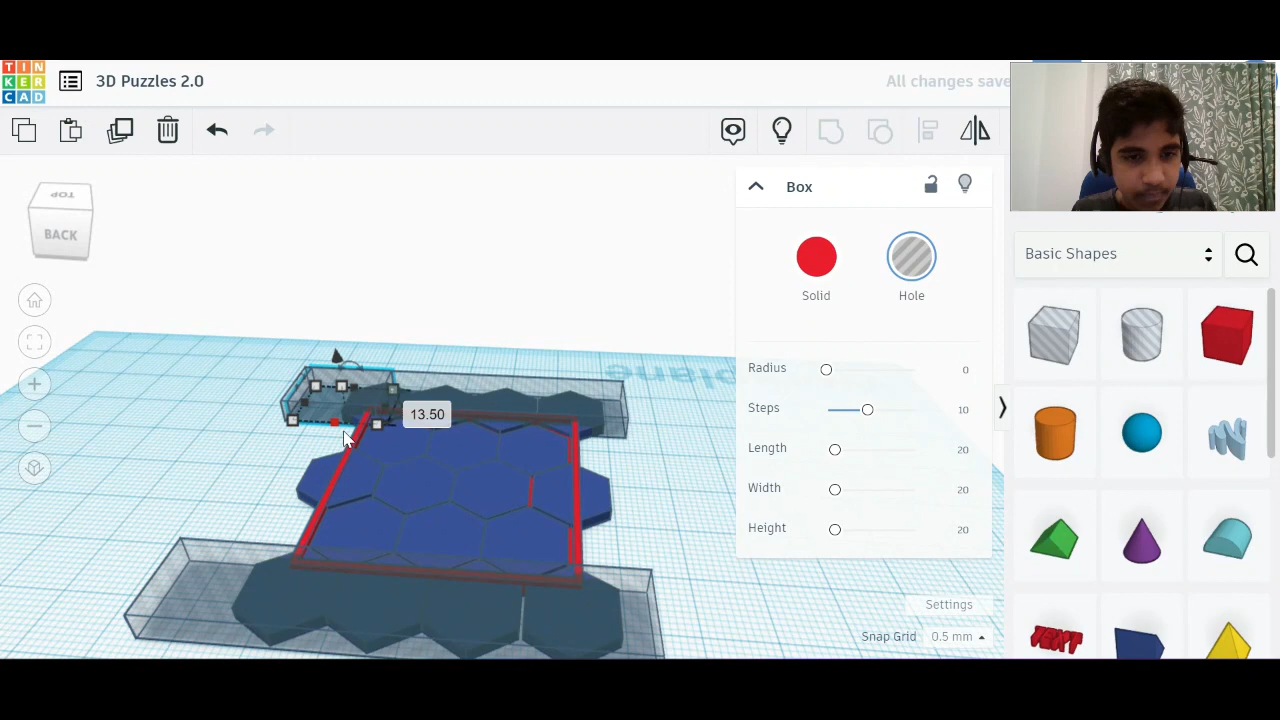 TIN
KER
CAD
3D Puzzles 2.0
All changes save
TOP
BACK
Box
Solid
Hole
Radius 0
Steps 10
Length 20
Width 20
Height 20
Settings
Snap Grid 0.5 mm
13.50
Basic Shapes
TEXT